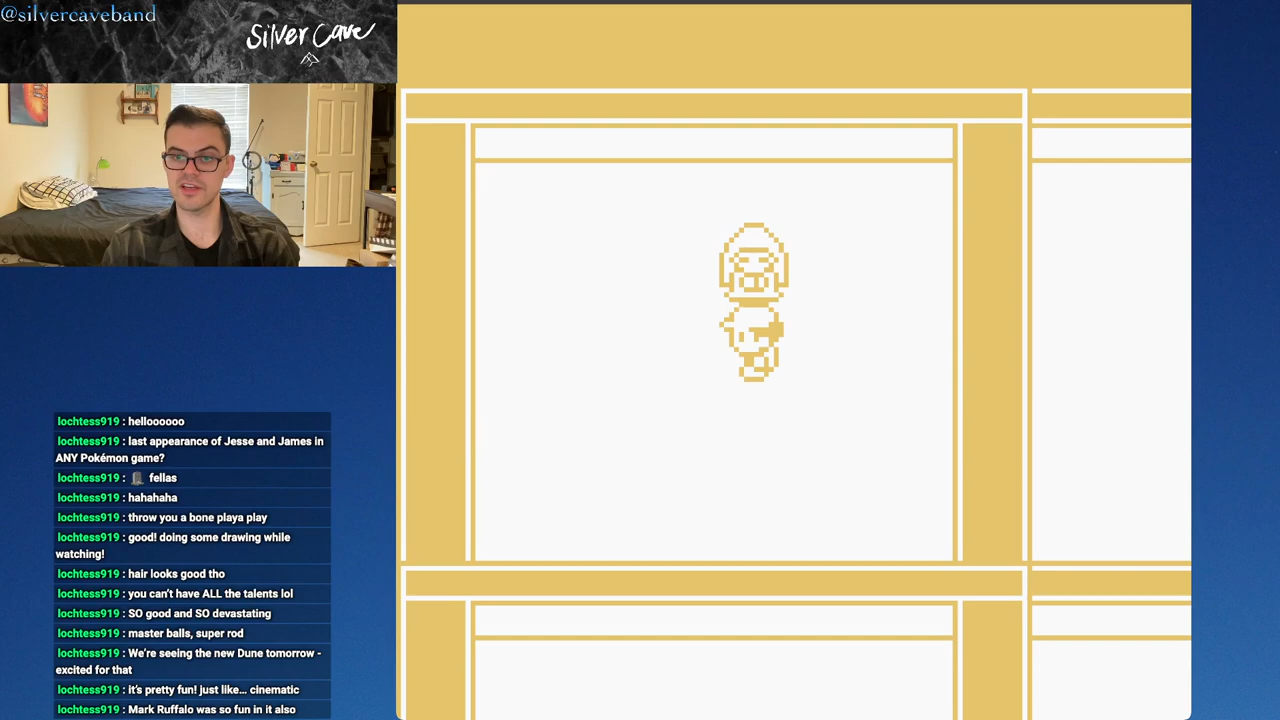 @silvercaveband
Silver Cave
lochtess919 : helloooooo
lochtess919 : last appearance of Jesse and James in
ANY Pokémon game?
lochtess919 : fellas
lochtess919 : hahahaha
lochtess919 : throw you a bone playa play
lochtess919 : good! doing some drawing while
watching!
lochtess919 : hair looks good tho
lochtess919 : you can't have ALL the talents lol
lochtess919 : SO good and SO devastating
lochtess919 : master balls, super rod
lochtess919 : We're seeing the new Dune tomorrow -
excited for that
lochtess919 : it's pretty fun! just like... cinematic
lochtess919 : Mark Ruffalo was so fun in it also